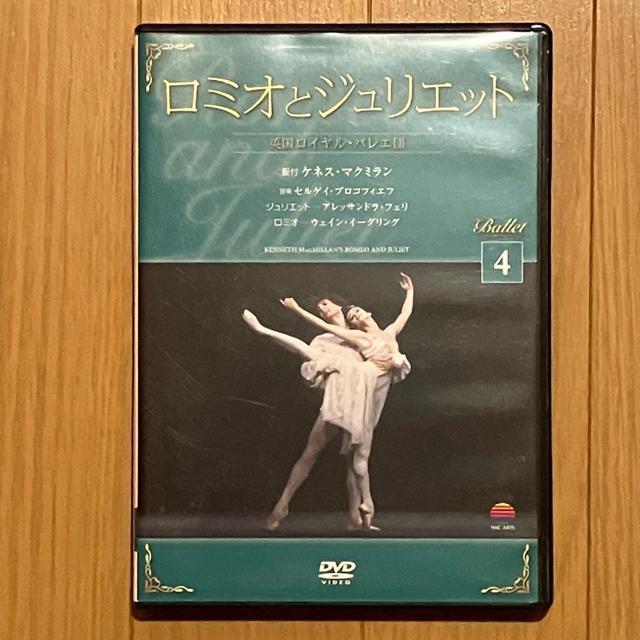 ロミオとジュリエット
英国ロイヤル・バレエ団
振付 ケネス・マクミラン
音楽 セルゲイ・プロコフィエフ
ジュリエット アレッサンドラ・フェリ
ロミオ ウェイン・イーグリング
KENNETH MACMILLAN'S ROMEO AND JULIET
and
Ju
Ballet
4
DVD
VIDEO